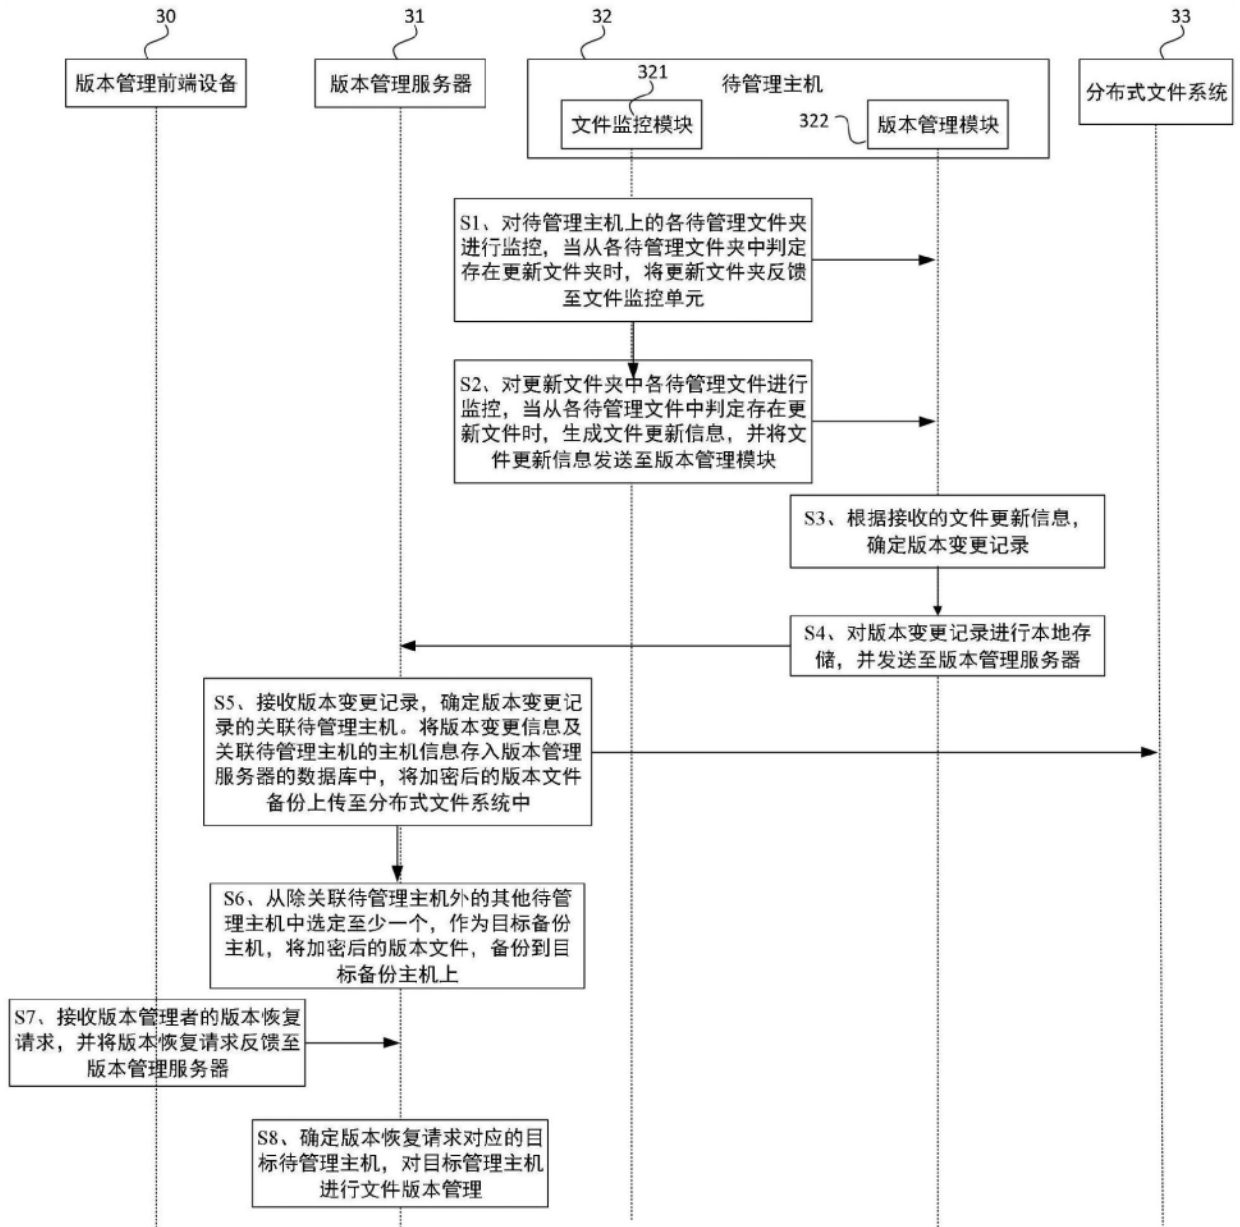 30
31
32
33
版本管理前端设备
版本管理服务器
待管理主机
分布式文件系统
321
文件监控模块
322
版本管理模块
S1、对待管理主机上的各待管理文件夹
进行监控，当从各待管理文件夹中判定
存在更新文件夹时，将更新文件夹反馈
至文件监控单元
S2、对更新文件夹中各待管理文件进行
监控，当从各待管理文件中判定存在更
新文件时，生成文件更新信息，并将文
件更新信息发送至版本管理模块
S3、根据接收的文件更新信息，
确定版本变更记录
S4、对版本变更记录进行本地存
储，并发送至版本管理服务器
S5、接收版本变更记录，确定版本变更记
录的关联待管理主机。将版本变更信息及
关联待管理主机的主机信息存入版本管理
服务器的数据库中，将加密后的版本文件
备份上传至分布式文件系统中
S6、从除关联待管理主机外的其他待管
理主机中选定至少一个，作为目标备份
主机，将加密后的版本文件，备份到目
标备份主机上
S7、接收版本管理者的版本恢复
请求，并将版本恢复请求反馈至
版本管理服务器
S8、确定版本恢复请求对应的目
标待管理主机，对目标管理主机
进行文件版本管理